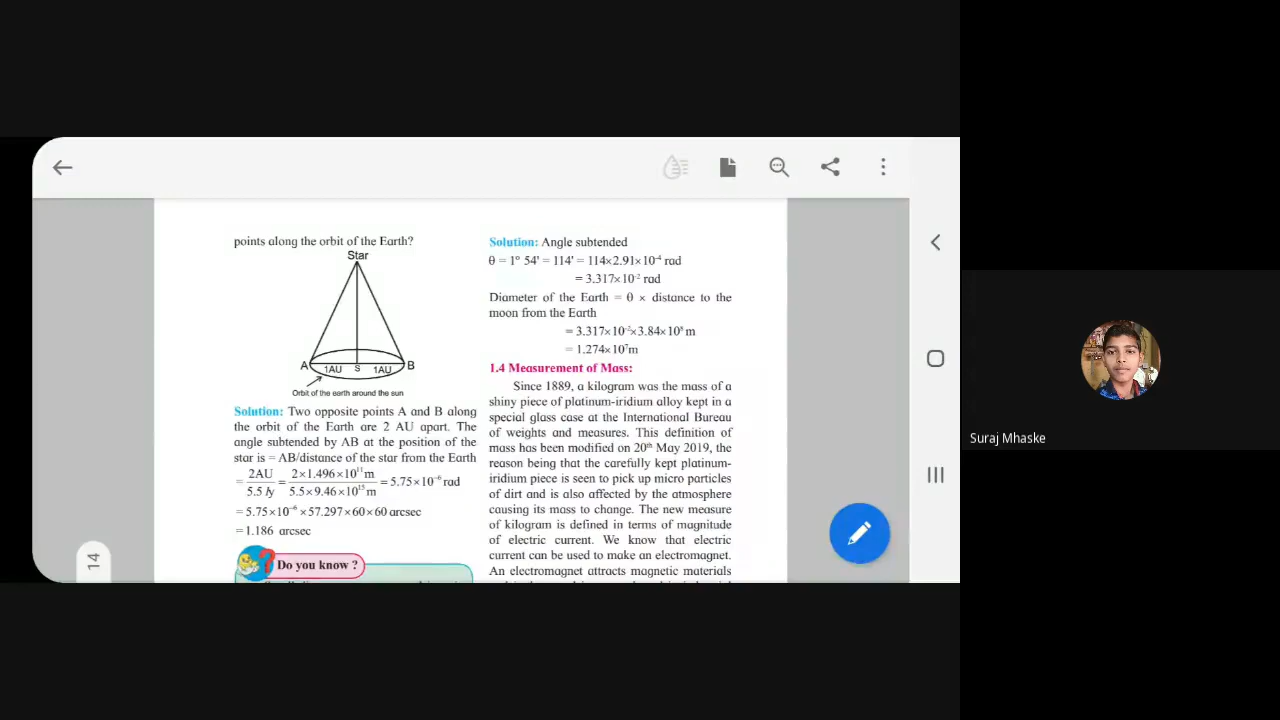 points along the orbit of the Earth?
Star
A
1AU
S
1AU
B
Orbit of the earth around the sun
Solution: Two opposite points A and B along
the orbit of the Earth are 2 AU apart. The
angle subtended by AB at the position of the
star is = AB/distance of the star from the Earth
= 2AU / 5.5 ly = 2×1.496×10¹¹m / 5.5×9.46×10¹⁵m = 5.75×10⁻⁶ rad
= 5.75×10⁻⁶ ×57.297×60×60 arcsec
= 1.186 arcsec
Do you know ?
14
Solution: Angle subtended
θ = 1° 54' = 114' = 114×2.91×10⁻⁴ rad
= 3.317×10⁻² rad
Diameter of the Earth = θ × distance to the
moon from the Earth
= 3.317×10⁻²×3.84×10⁸ m
= 1.274×10⁷m
1.4 Measurement of Mass:
Since 1889, a kilogram was the mass of a
shiny piece of platinum-iridium alloy kept in a
special glass case at the International Bureau
of weights and measures. This definition of
mass has been modified on 20th May 2019, the
reason being that the carefully kept platinum-
iridium piece is seen to pick up micro particles
of dirt and is also affected by the atmosphere
causing its mass to change. The new measure
of kilogram is defined in terms of magnitude
of electric current. We know that electric
current can be used to make an electromagnet.
An electromagnet attracts magnetic materials
Suraj Mhaske